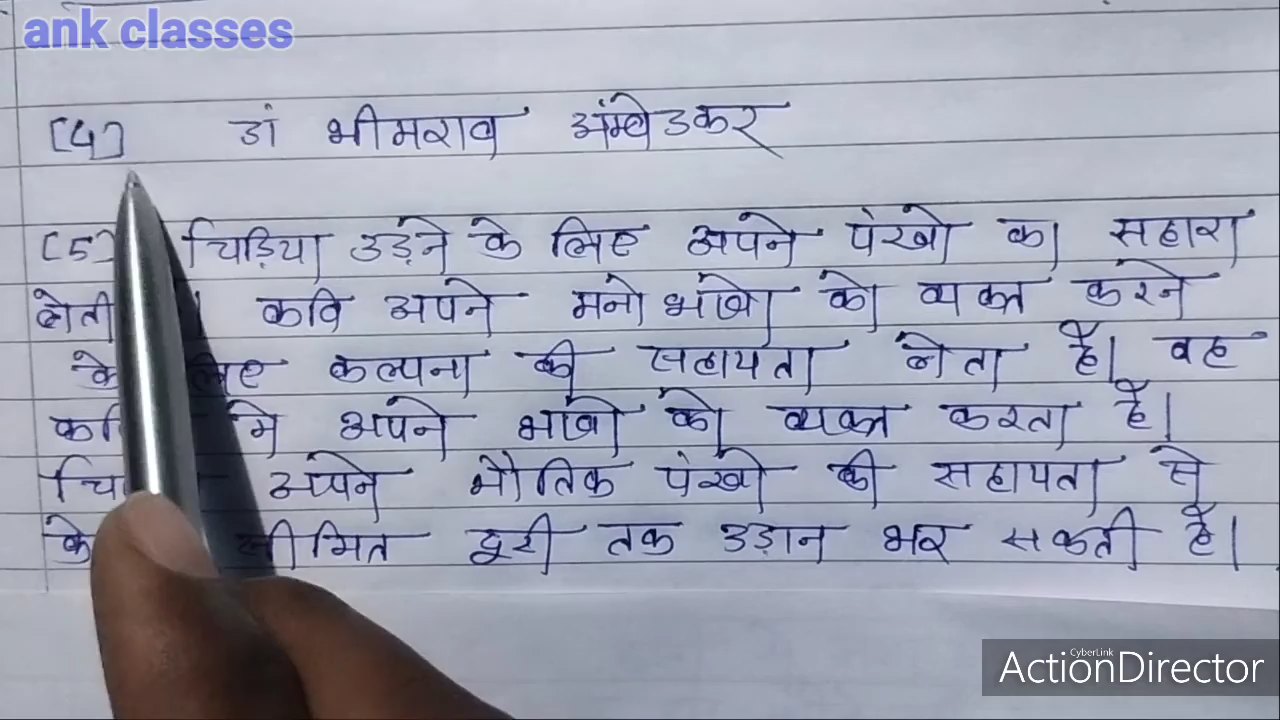 ank classes
[4] डां भीमराव अंम्बेडकर
[5] चिड़िया उड़ने के लिए अपने पंखो का सहारा
लेती कवि अपने मनोभावो को व्यक्त करने
के लिए कल्पना की सहायता लेता है। वह
मे अपने भावो को व्यक्त करता है।
अपने भौतिक पंखो की सहायता से
सीमित दूरी तक उड़ान भर सकती है।
CyberLink
ActionDirector